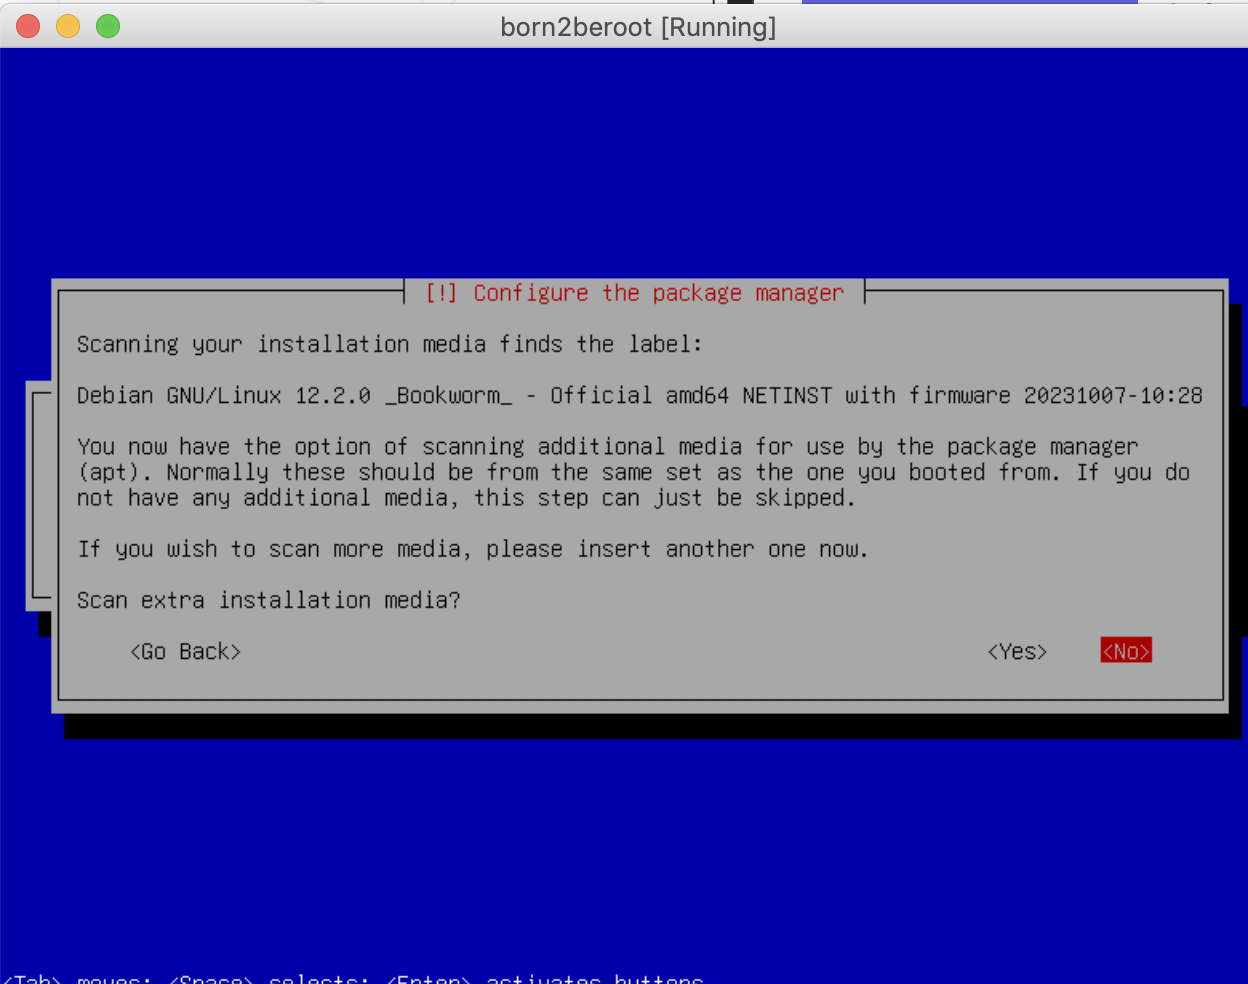 born2beroot [Running]
[!] Configure the package manager
Scanning your installation media finds the label:
Debian GNU/Linux 12.2.0 _Bookworm_ - Official amd64 NETINST with firmware 20231007-10:28
You now have the option of scanning additional media for use by the package manager
(apt). Normally these should be from the same set as the one you booted from. If you do
not have any additional media, this step can just be skipped.
If you wish to scan more media, please insert another one now.
Scan extra installation media?
<Go Back> <Yes> <No>
<Tab> moves; <Space> selects; <Enter> activates buttons